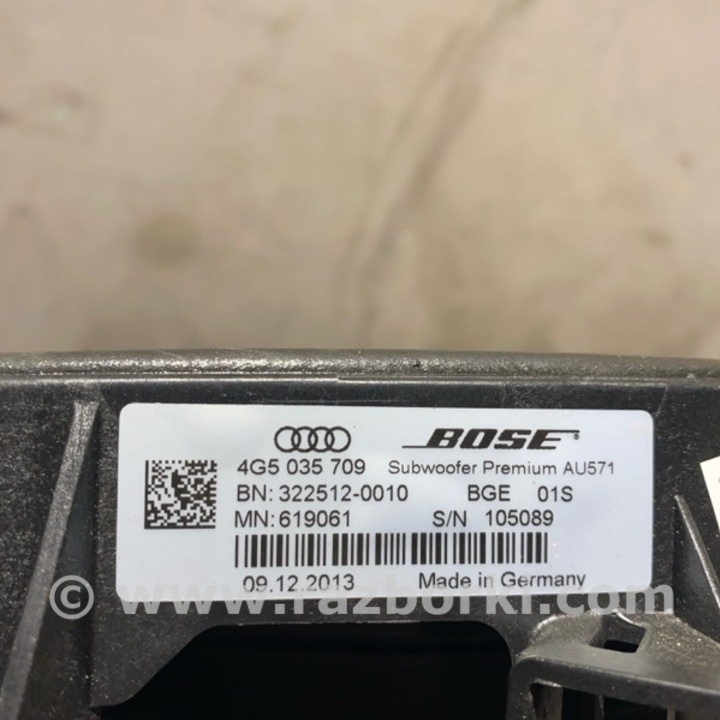 BOSE®
4G5 035 709 Subwoofer Premium AU571
BN:322512-0010 BGE 01S
MN:619061 S/N 105089
09.12.2013 Made in Germany
© www.razborki.com